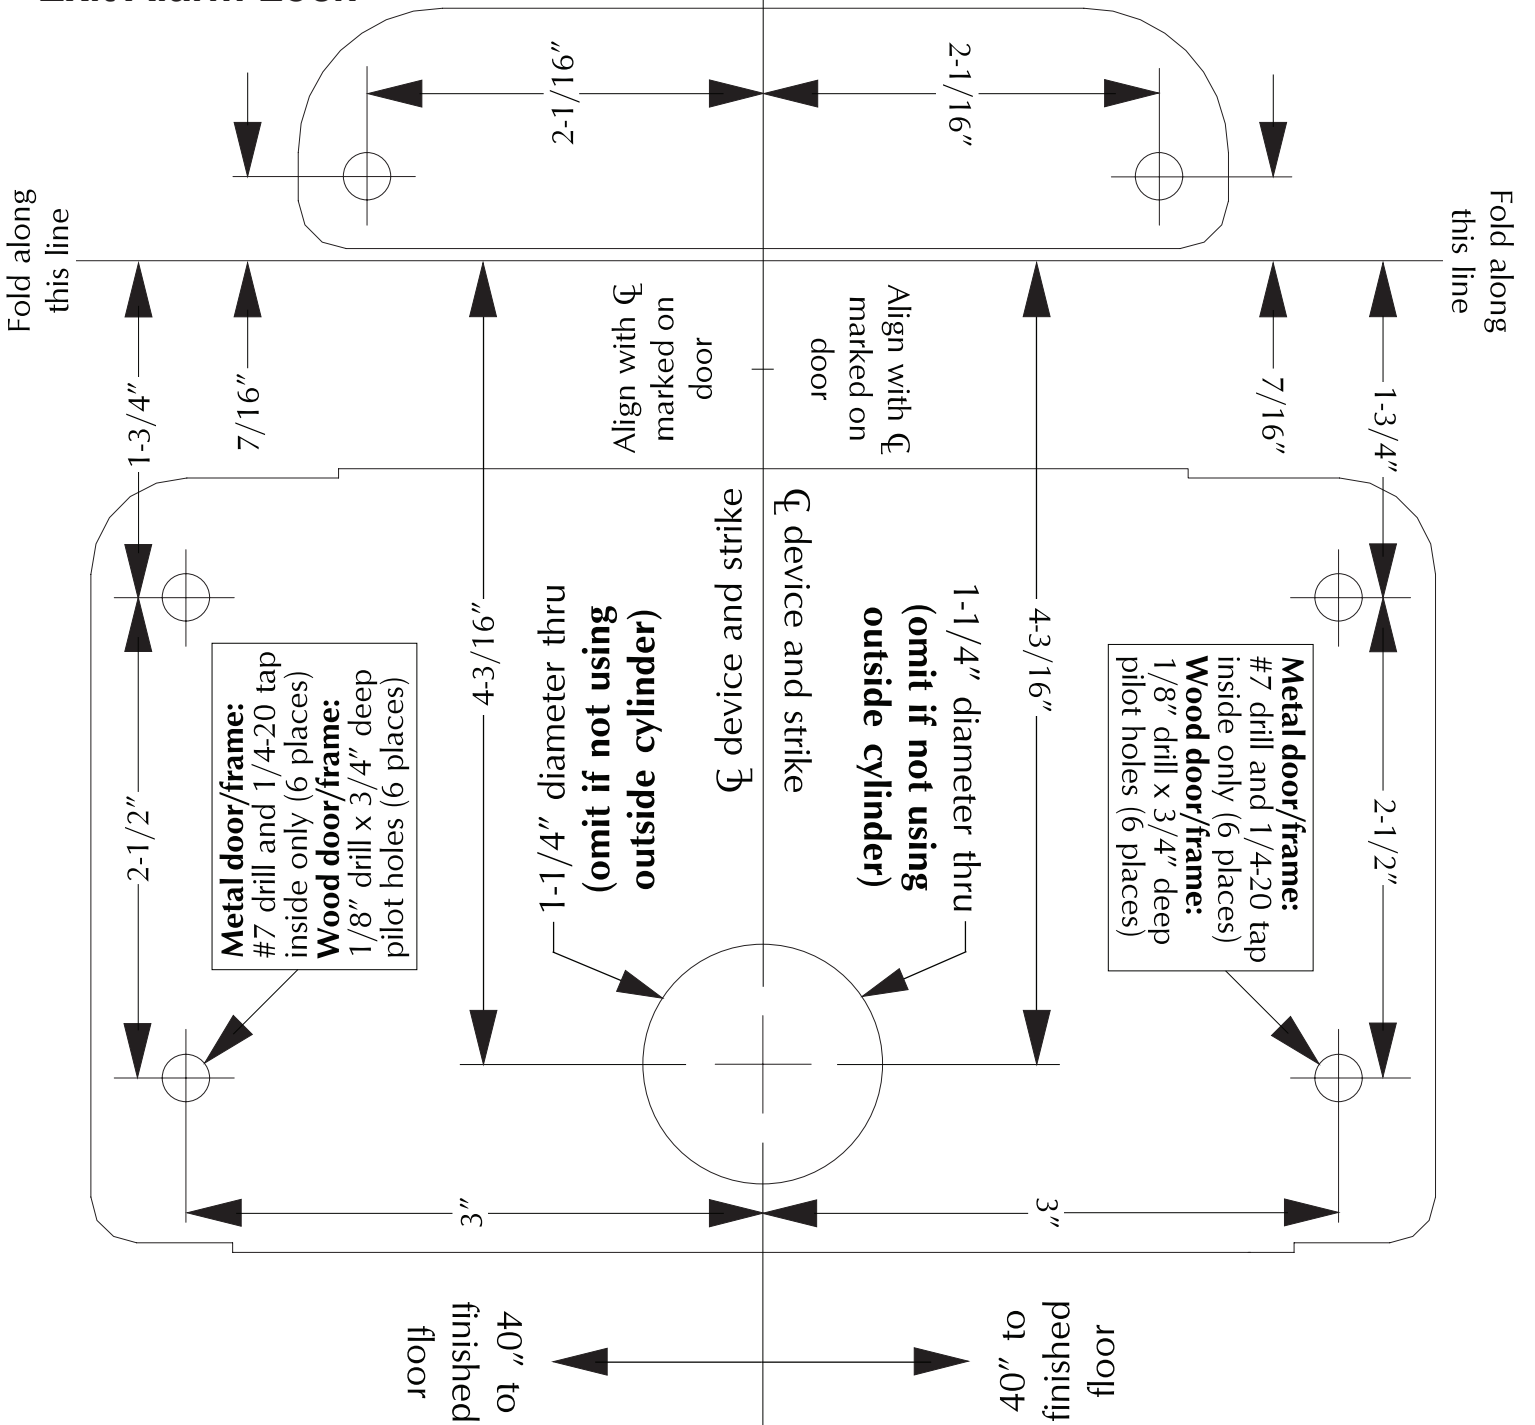 Exit Alarm Lock
2-1/16"
2-1/16"
Fold along
this line
Fold along
this line
1-3/4"
7/16"
Align with ℄
marked on
door
Align with ℄
marked on
door
7/16"
1-3/4"
℄ device and strike
℄ device and strike
4-3/16"
4-3/16"
1-1/4" diameter thru
(omit if not using
outside cylinder)
1-1/4" diameter thru
(omit if not using
outside cylinder)
2-1/2"
2-1/2"
Metal door/frame:
#7 drill and 1/4-20 tap
inside only (6 places)
Wood door/frame:
1/8" drill x 3/4" deep
pilot holes (6 places)
Metal door/frame:
#7 drill and 1/4-20 tap
inside only (6 places)
Wood door/frame:
1/8" drill x 3/4" deep
pilot holes (6 places)
3"
3"
40" to
finished
floor
40" to
finished
floor